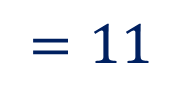 = 11